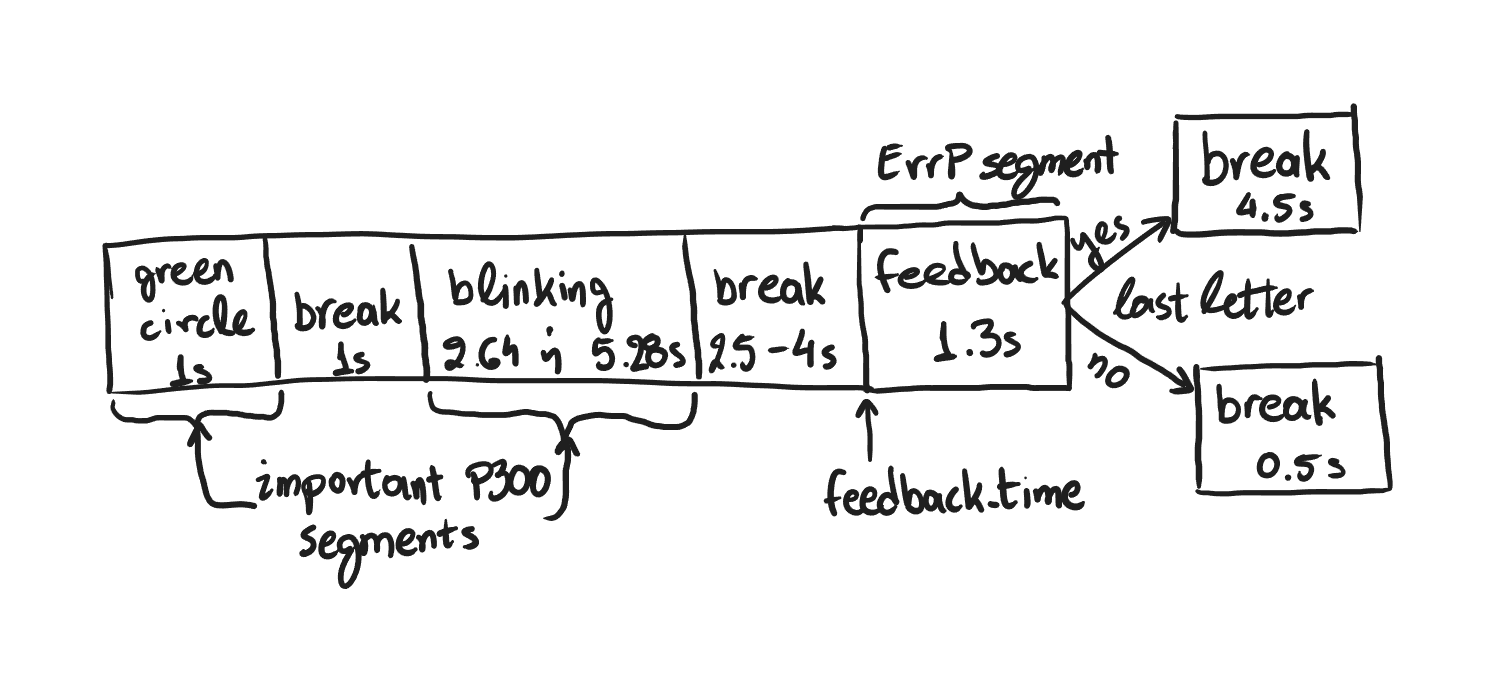 ErrP segment
break
4.5s
green
circle
1s
break
1s
blinking
2.64 ή 5.28s
break
2.5-4s
feedback
1.3s
yes
last letter
no
break
0.5s
important P300
segments
feedback-time